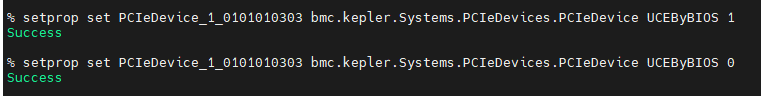 % setprop set PCIeDevice_1_0101010303 bmc.kepler.Systems.PCIeDevices.PCIeDevice UCEByBIOS 1
Success
% setprop set PCIeDevice_1_0101010303 bmc.kepler.Systems.PCIeDevices.PCIeDevice UCEByBIOS 0
Success